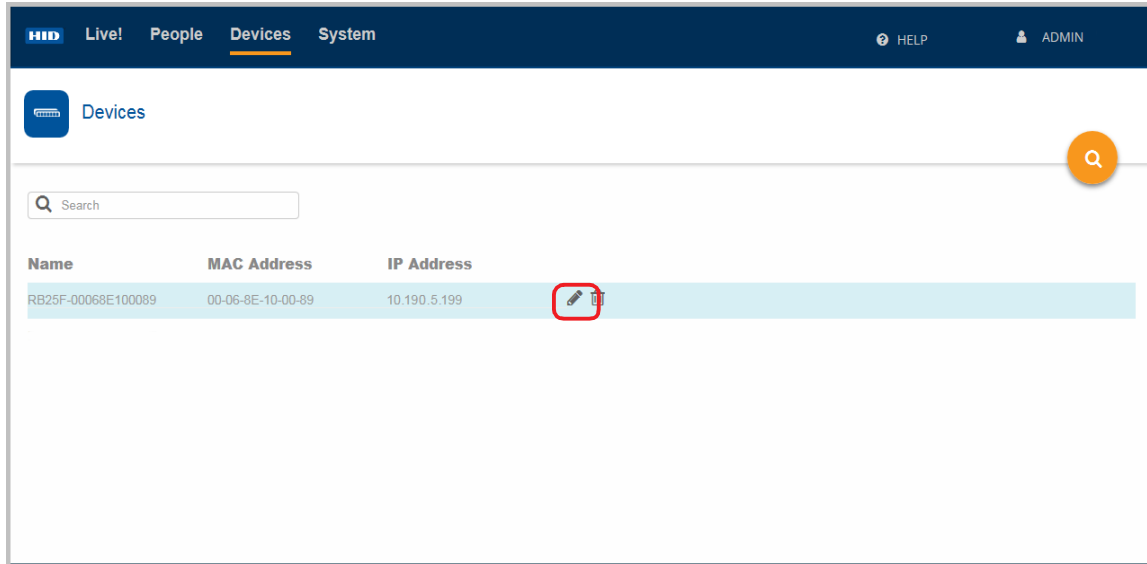 HID Live! People Devices System HELP ADMIN
Devices
Search
Name MAC Address IP Address
RB25F-00068E100089 00-06-8E-10-00-89 10.190.5.199